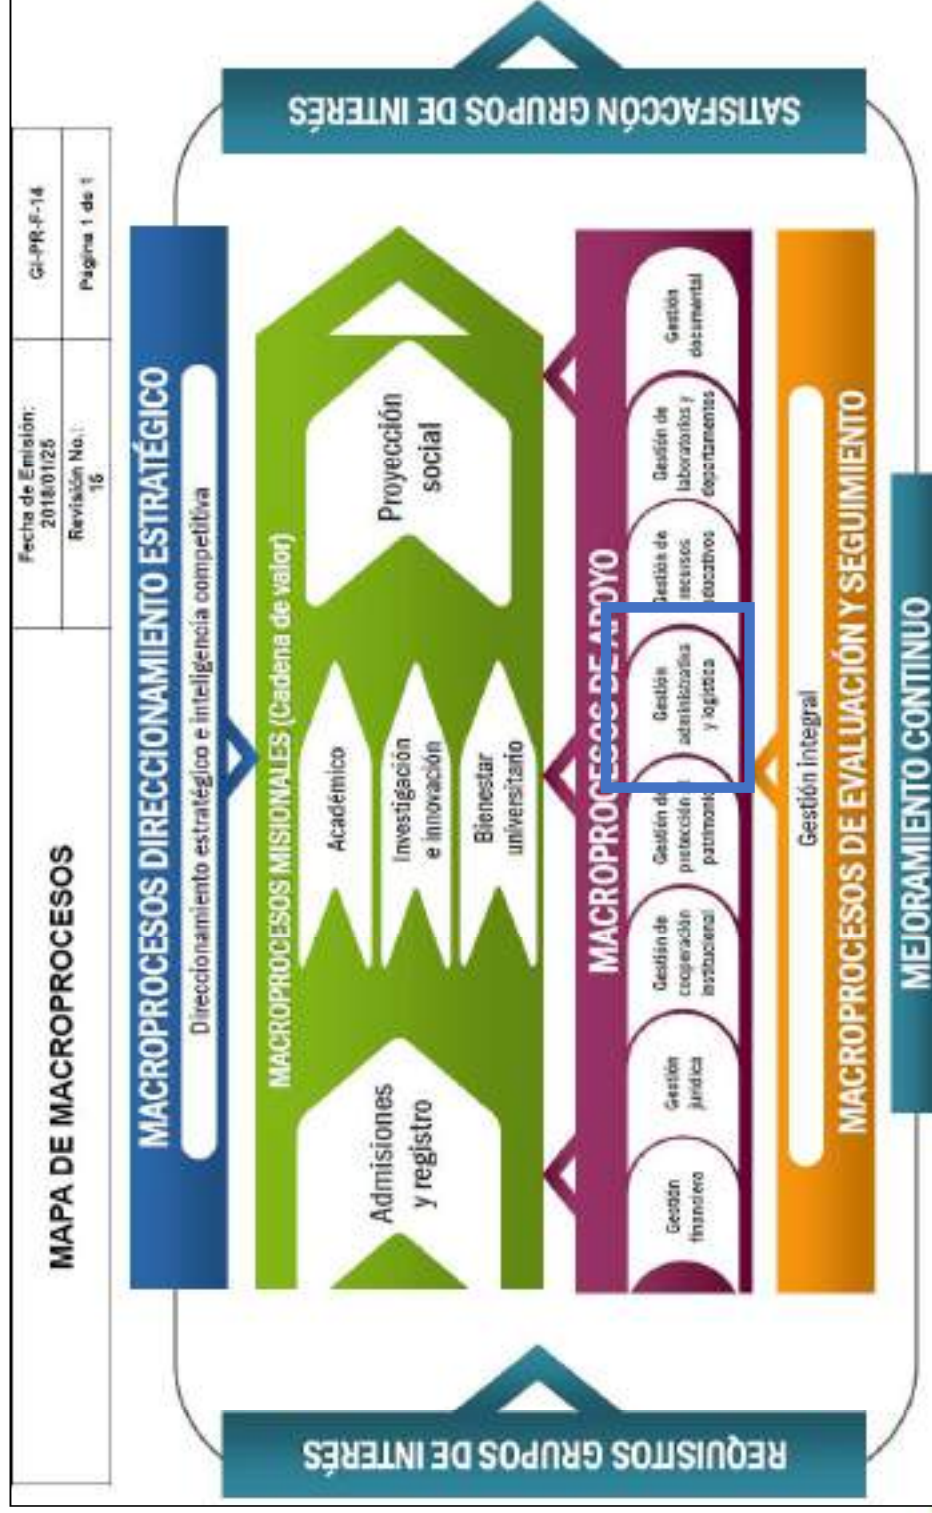 MAPA DE MACROPROCESOS
Fecha de Emisión:
2018/01/25
GI-PR-F-14
Revisión No.:
Página 1 de 1
REQUISITOS GRUPOS DE INTERÉS
MACROPROCESOS DIRECCIONAMIENTO ESTRATÉGICO
Direccionamiento estratégico e inteligencia competitiva
MACROPROCESOS MISIONALES (Cadena de valor)
Admisiones
y registro
Académico
Investigación
e innovación
Bienestar
universitario
Proyección
social
MACROPROCESOS DE APOYO
Gestión
financiero
Gestión
jurídica
Gestión de
cooperación
institucional
Gestión de
protección
patrimonio
Gestión
administrativa
y logística
Gestión de
recursos
educativos
Gestión de
laboratorios y
deportamentos
Gestión
documental
Gestión integral
MACROPROCESOS DE EVALUACIÓN Y SEGUIMIENTO
MEJORAMIENTO CONTINUO
SATISFACCIÓN GRUPOS DE INTERÉS